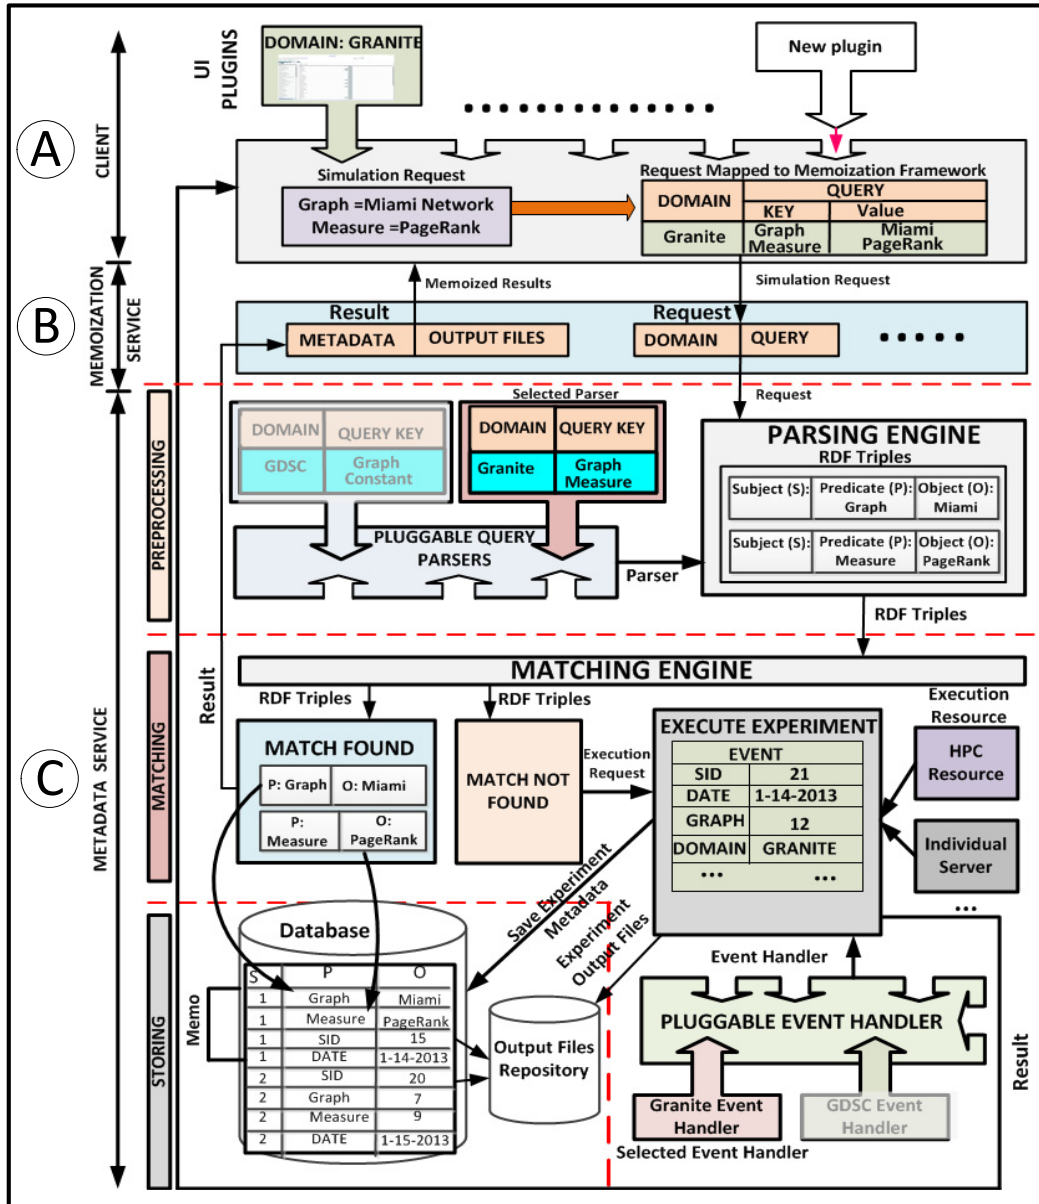 UI PLUGINS
DOMAIN: GRANITE
New plugin
A
CLIENT
Simulation Request
Graph =Miami Network
Measure =PageRank
Request Mapped to Memoization Framework
DOMAIN
QUERY
KEY
Value
Granite
Graph
Measure
Miami
PageRank
Memoized Results
Simulation Request
B
MEMOIZATION
SERVICE
Result
METADATA
OUTPUT FILES
Request
DOMAIN
QUERY
Request
C
METADATA SERVICE
PREPROCESSING
DOMAIN
QUERY KEY
GDSC
Graph
Constant
Selected Parser
DOMAIN
QUERY KEY
Granite
Graph
Measure
PLUGGABLE QUERY
PARSERS
Parser
PARSING ENGINE
RDF Triples
Subject (S):
Predicate (P):
Graph
Object (O):
Miami
Subject (S):
Predicate (P):
Measure
Object (O):
PageRank
RDF Triples
MATCHING
MATCHING ENGINE
Result
RDF Triples
RDF Triples
MATCH FOUND
P: Graph
O: Miami
P:
Measure
O:
PageRank
MATCH NOT
FOUND
Execution
Request
EXECUTE EXPERIMENT
EVENT
SID
21
DATE
1-14-2013
GRAPH
12
DOMAIN
GRANITE
...
...
Execution
Resource
HPC
Resource
Individual
Server
...
STORING
Database
Memo
S
P
O
1 Graph Miami
1 Measure PageRank
1 SID 15
1 DATE 1-14-2013
2 SID 20
2 Graph 7
2 Measure 9
2 DATE 1-15-2013
Save Experiment
Metadata
Experiment
Output Files
Output Files
Repository
Event Handler
PLUGGABLE EVENT HANDLER
Granite Event
Handler
Selected Event Handler
GDSC Event
Handler
Result